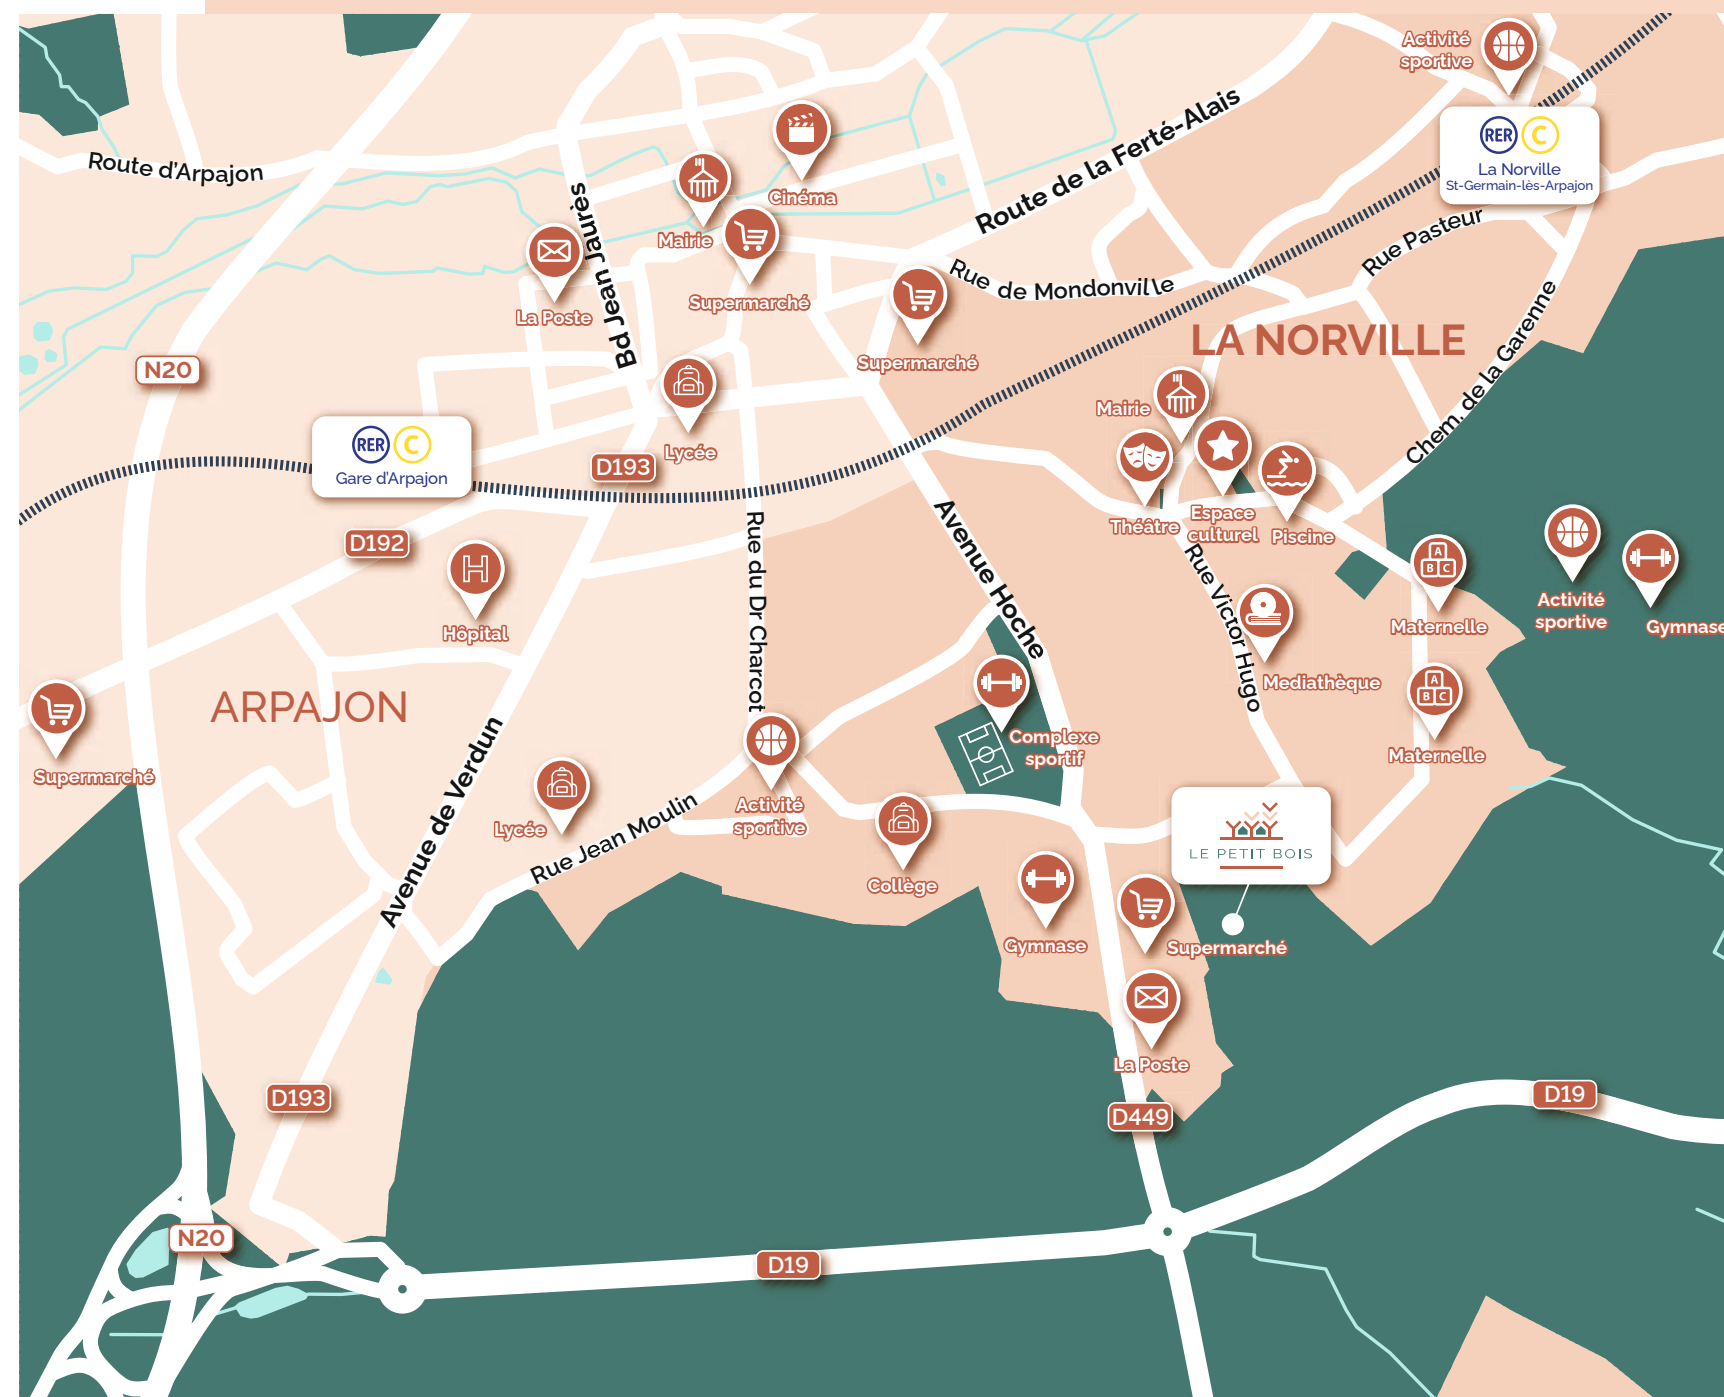 Activité
sportive
RER C
La Norville
St-Germain-lès-Arpajon
Route d'Arpajon
Cinéma
Route de la Ferté-Alais
Bd Jean Jaurès
Mairie
Rue Pasteur
La Poste
Supermarché
Rue de Mondonville
Supermarché
LA NORVILLE
Chem. de la Garenne
N20
Mairie
RER C
Gare d'Arpajon
Lycée
D193
Théâtre
Espace
culturel
Piscine
D192
Rue du Dr Charcot
Avenue Hoche
Rue Victor Hugo
H
Hôpital
A
B C
Maternelle
Activité
sportive
Gymnase
Mediathèque
A
B C
Maternelle
ARPAJON
Supermarché
Avenue de Verdun
Complexe
sportif
Lycée
Rue Jean Moulin
Activité
sportive
Collège
LE PETIT BOIS
Gymnase
Supermarché
La Poste
D193
D449
D19
N20
D19